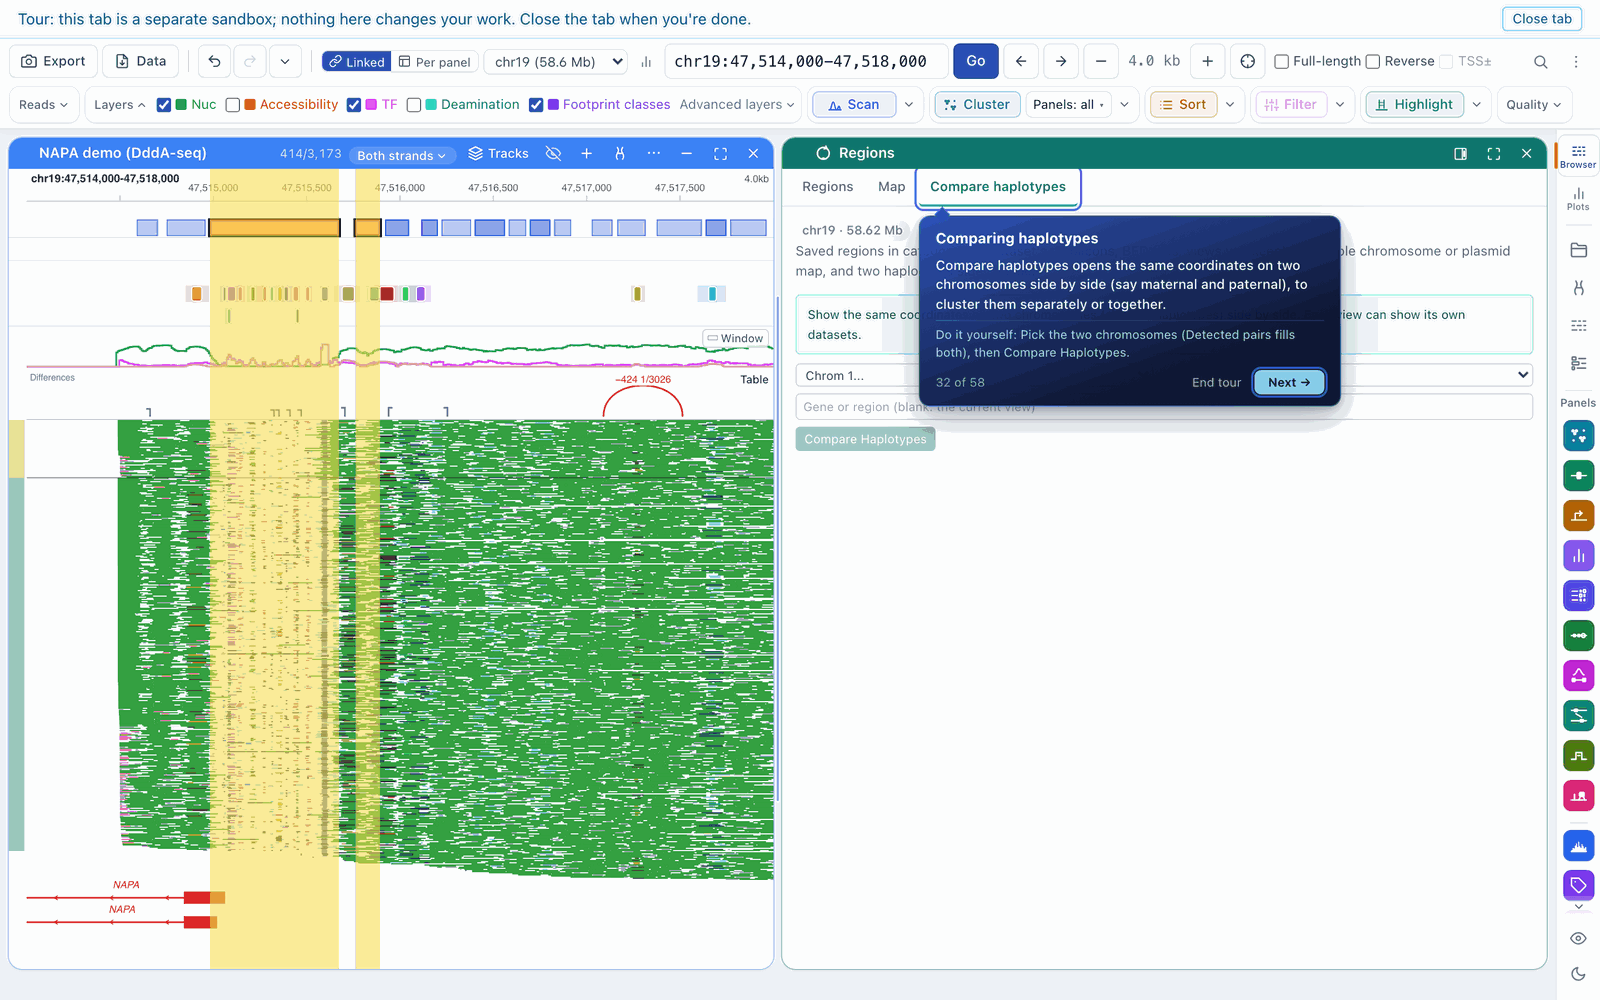 Tour: this tab is a separate sandbox; nothing here changes your work. Close the tab when you're done.
Close tab
Export
Data
Linked
Per panel
chr19 (58.6 Mb)
chr19:47,514,000–47,518,000
Go
4.0 kb
Full-length
Reverse
TSS±
Reads
Layers
Nuc
Accessibility
TF
Deamination
Footprint classes
Advanced layers
Scan
Cluster
Panels: all
Sort
Filter
Highlight
Quality
NAPA demo (DddA-seq)
414/3,173
Both strands
Tracks
chr19:47,514,000-47,518,000
47,515,000
47,515,500
47,516,000
47,516,500
47,517,000
47,517,500
4.0kb
Window
Differences
−424 1/3026
Table
NAPA
NAPA
Regions
Regions
Map
Compare haplotypes
chr19 · 58.62 Mb
Saved regions in
ble chromosome or plasmid
map, and two haplo
Show the same coor
view can show its own
datasets.
Chrom 1...
Gene or region (blank: the current view)
Compare Haplotypes
Comparing haplotypes
Compare haplotypes opens the same coordinates on two
chromosomes side by side (say maternal and paternal), to
cluster them separately or together.
Do it yourself: Pick the two chromosomes (Detected pairs fills
both), then Compare Haplotypes.
32 of 58
End tour
Next →
Browser
Plots
Panels